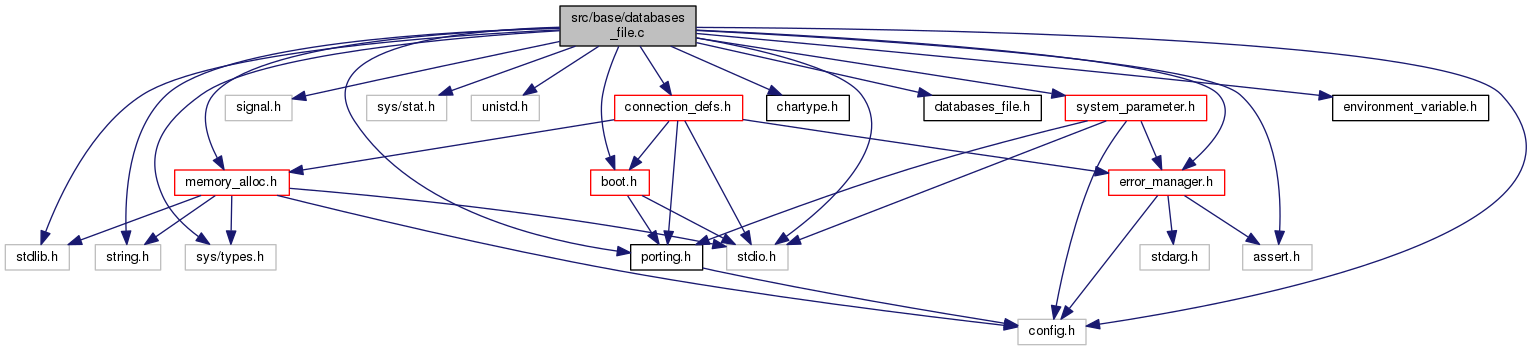 src/base/databases
_file.c
signal.h
sys/stat.h
unistd.h
connection_defs.h
chartype.h
databases_file.h
system_parameter.h
environment_variable.h
memory_alloc.h
boot.h
error_manager.h
stdlib.h
string.h
sys/types.h
porting.h
stdio.h
stdarg.h
assert.h
config.h